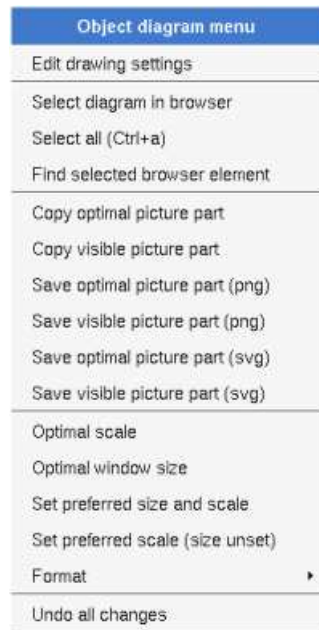 Object diagram menu
Edit drawing settings
Select diagram in browser
Select all (Ctrl+a)
Find selected browser element
Copy optimal picture part
Copy visible picture part
Save optimal picture part (png)
Save visible picture part (png)
Save optimal picture part (svg)
Save visible picture part (svg)
Optimal scale
Optimal window size
Set preferred size and scale
Set preferred scale (size unset)
Format
Undo all changes